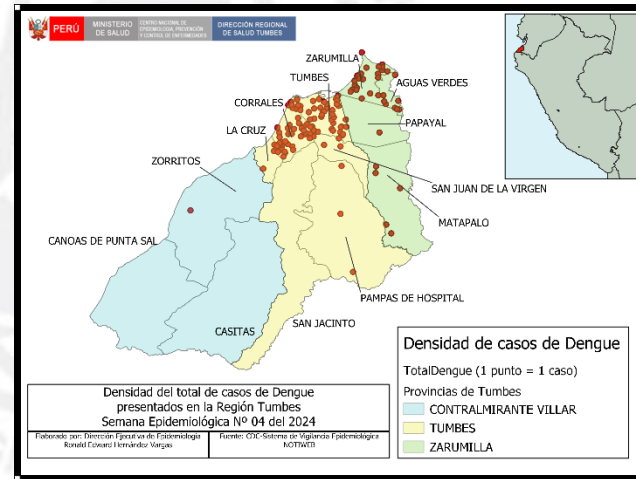 PERÚ
MINISTERIO
DE SALUD
CENTRO NACIONAL DE
EPIDEMIOLOGIA, PREVENCIÓN
Y CONTROL DE ENFERMEDADES
DIRECCIÓN REGIONAL
DE SALUD TUMBES
ZARUMILLA
TUMBES
AGUAS VERDES
CORRALES
PAPAYAL
LA CRUZ
ZORRITOS
SAN JUAN DE LA VIRGEN
MATAPALO
CANOAS DE PUNTA SAL
PAMPAS DE HOSPITAL
SAN JACINTO
CASITAS
Densidad de casos de Dengue
TotalDengue (1 punto = 1 caso)
Provincias de Tumbes
CONTRALMIRANTE VILLAR
TUMBES
ZARUMILLA
Densidad del total de casos de Dengue
presentados en la Región Tumbes
Semana Epidemiológica Nº 04 del 2024
Elaborado por: Dirección Ejecutiva de Epidemiología
Ronald Edward Hernández Vargas
Fuente: CDC-Sistema de Vigilancia Epidemiológica
NOTIWEB